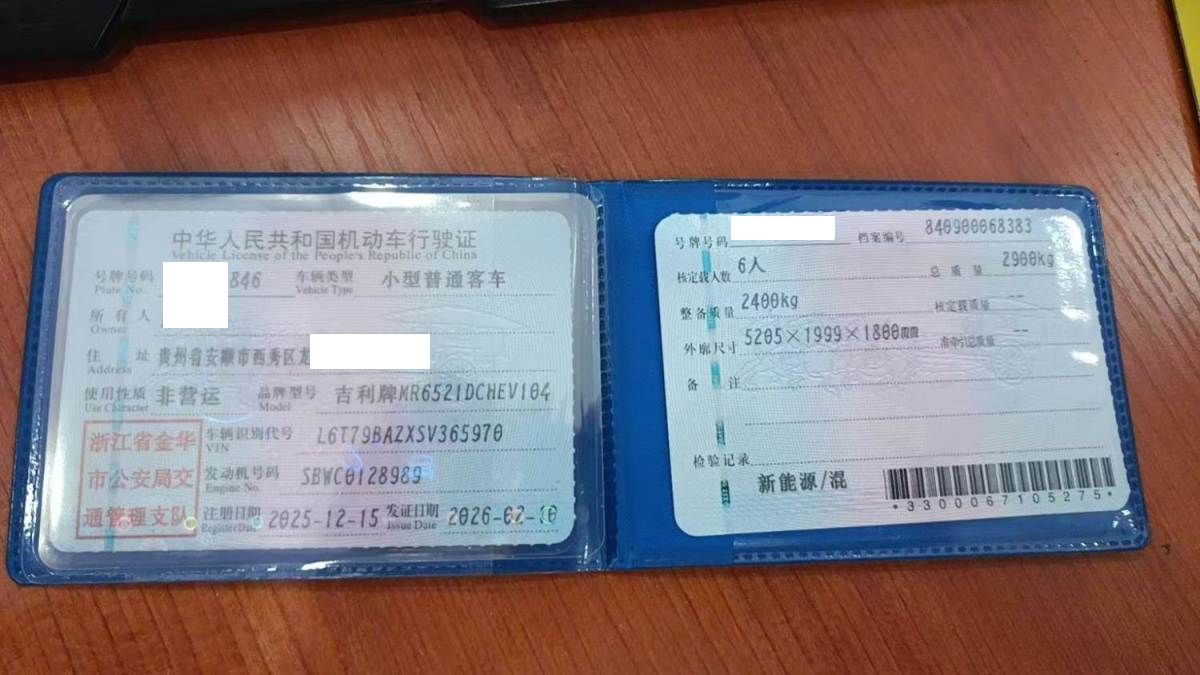 中华人民共和国机动车行驶证
Vehicle License of the People's Republic of China
号牌号码 846 车辆类型 小型普通客车
Plate No. Vehicle Type
所有人
Owner
住址 贵州省安顺市西秀区龙
Address
使用性质 非营运 品牌型号 吉利牌MR6521DCHEV104
Use Character Model
浙江省金华
市公安局交
通管理支队
车辆识别代号 L6T79BAZXSV365970
VIN
发动机号码 SBWC0128989
Engine No.
注册日期 2025-12-15 发证日期 2026-02-10
Register Date Issue Date
号牌号码 档案编号 840900068383
核定载人数 6人 总质量 2900kg
整备质量 2400kg 核定载质量 --
外廓尺寸 5205×1999×1800mm 准牵引总质量 --
备注
检验记录
新能源/混
*3300067105275*